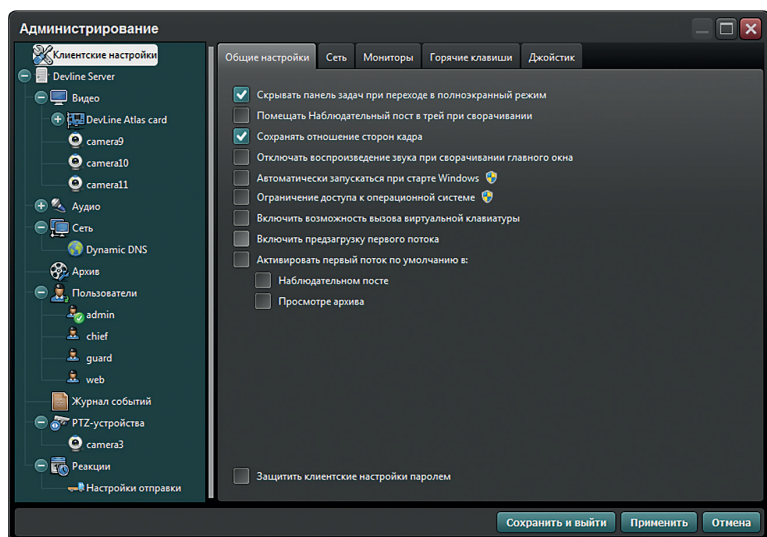 Администрирование
Клиентские настройки
Devline Server
Видео
DevLine Atlas card
camera9
camera10
camera11
Аудио
Сеть
Dynamic DNS
Архив
Пользователи
admin
chief
guard
web
Журнал событий
PTZ-устройства
camera3
Реакции
Настройки отправки
Общие настройки
Сеть
Мониторы
Горячие клавиши
Джойстик
Скрывать панель задач при переходе в полноэкранный режим
Помещать Наблюдательный пост в трей при сворачивании
Сохранять отношение сторон кадра
Отключать воспроизведение звука при сворачивании главного окна
Автоматически запускаться при старте Windows
Ограничение доступа к операционной системе
Включить возможность вызова виртуальной клавиатуры
Включить предзагрузку первого потока
Активировать первый поток по умолчанию в:
Наблюдательном посте
Просмотре архива
Защитить клиентские настройки паролем
Сохранить и выйти
Применить
Отмена